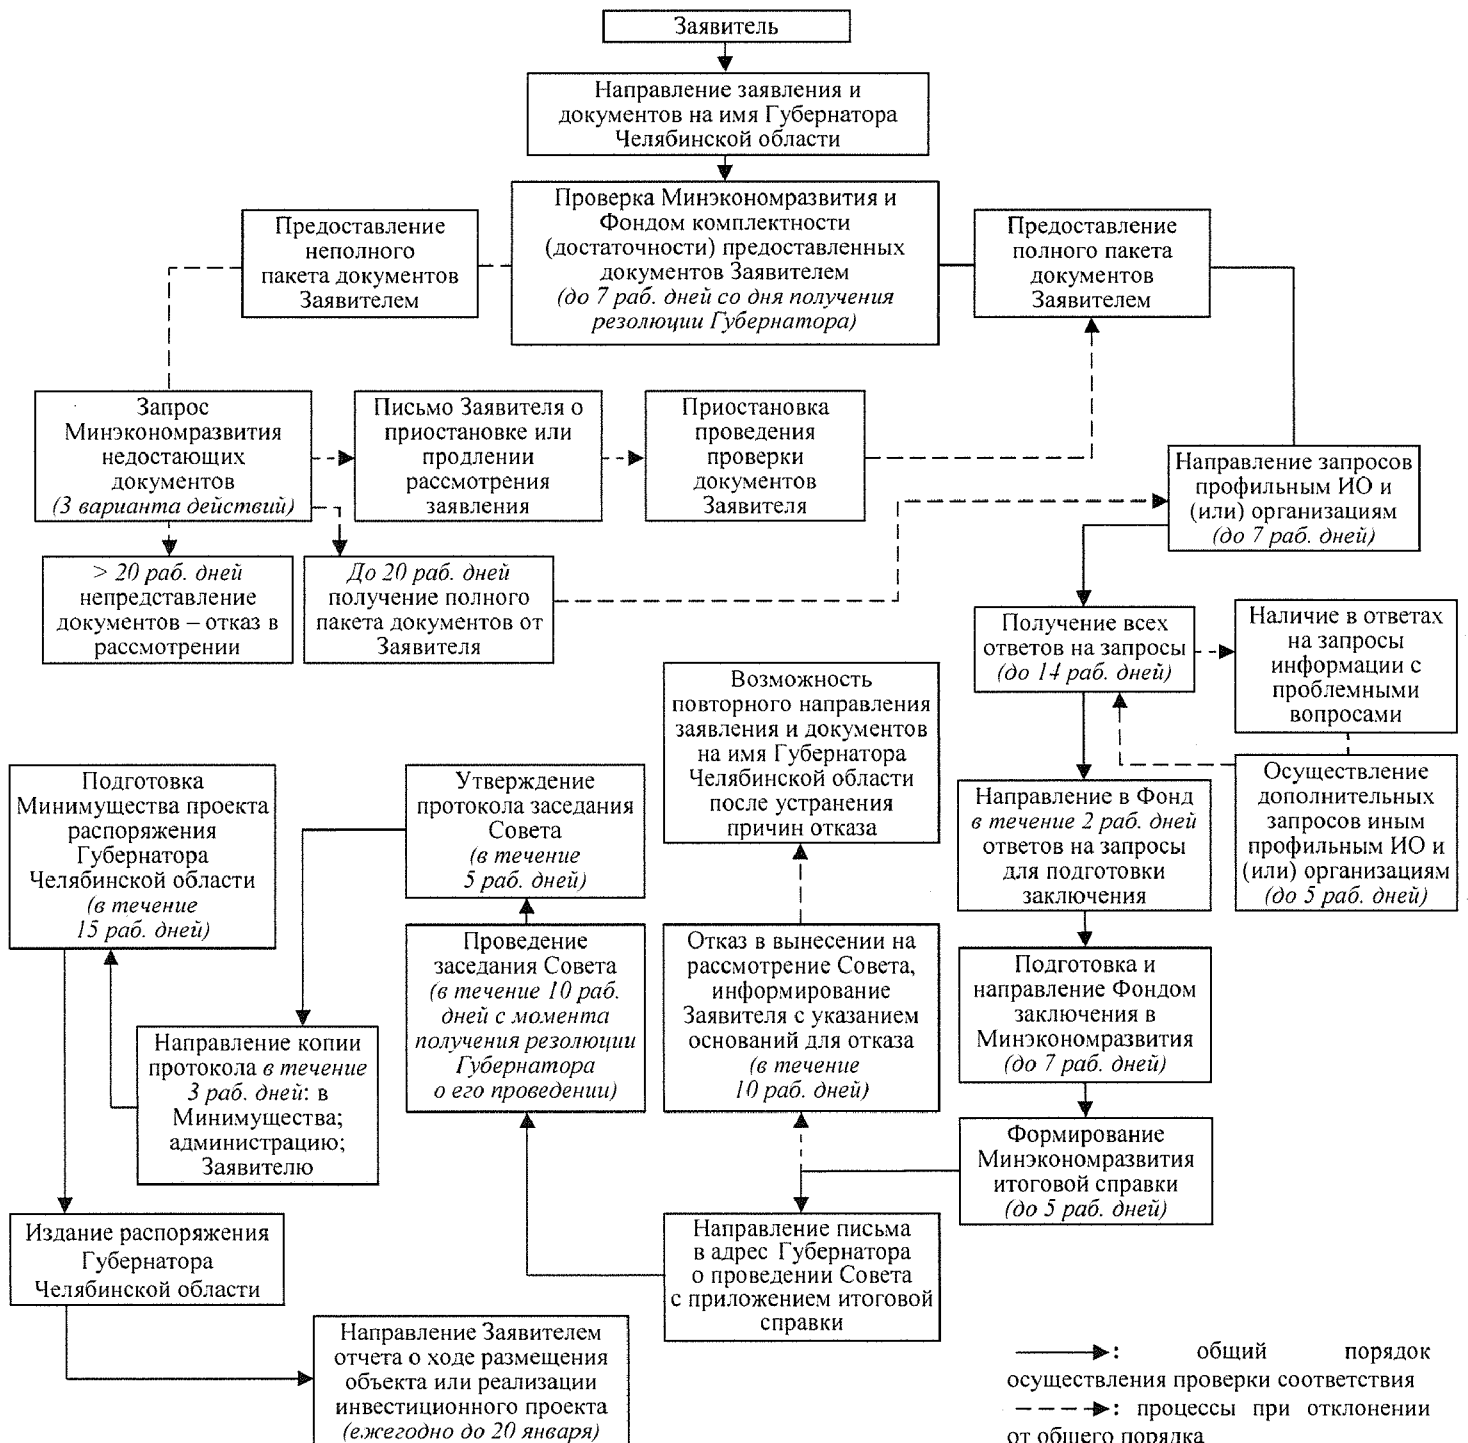 Заявитель
Направление заявления и
документов на имя Губернатора
Челябинской области
Проверка Минэкономразвития и
Фондом комплектности
(достаточности) предоставленных
документов Заявителем
(до 7 раб. дней со дня получения
резолюции Губернатора)
Предоставление
неполного
пакета документов
Заявителем
Предоставление
полного пакета
документов
Заявителем
Запрос
Минэкономразвития
недостающих
документов
(3 варианта действий)
Письмо Заявителя о
приостановке или
продлении
рассмотрения
заявления
Приостановка
проведения
проверки
документов
Заявителя
Направление запросов
профильным ИО и
(или) организациям
(до 7 раб. дней)
> 20 раб. дней
непредставление
документов – отказ в
рассмотрении
До 20 раб. дней
получение полного
пакета документов от
Заявителя
Получение всех
ответов на запросы
(до 14 раб. дней)
Наличие в ответах
на запросы
информации с
проблемными
вопросами
Возможность
повторного направления
заявления и документов
на имя Губернатора
Челябинской области
после устранения
причин отказа
Подготовка
Минимущества проекта
распоряжения
Губернатора
Челябинской области
(в течение
15 раб. дней)
Утверждение
протокола заседания
Совета
(в течение
5 раб. дней)
Направление в Фонд
в течение 2 раб. дней
ответов на запросы
для подготовки
заключения
Осуществление
дополнительных
запросов иным
профильным ИО и
(или) организациям
(до 5 раб. дней)
Проведение
заседания Совета
(в течение 10 раб.
дней с момента
получения резолюции
Губернатора
о его проведении)
Отказ в вынесении на
рассмотрение Совета,
информирование
Заявителя с указанием
оснований для отказа
(в течение
10 раб. дней)
Подготовка и
направление Фондом
заключения в
Минэкономразвития
(до 7 раб. дней)
Направление копии
протокола в течение
3 раб. дней: в
Минимущества;
администрацию;
Заявителю
Формирование
Минэкономразвития
итоговой справки
(до 5 раб. дней)
Издание распоряжения
Губернатора
Челябинской области
Направление письма
в адрес Губернатора
о проведении Совета
с приложением итоговой
справки
Направление Заявителем
отчета о ходе размещения
объекта или реализации
инвестиционного проекта
(ежегодно до 20 января)
: общий порядок
осуществления проверки соответствия
: процессы при отклонении
от общего порядка